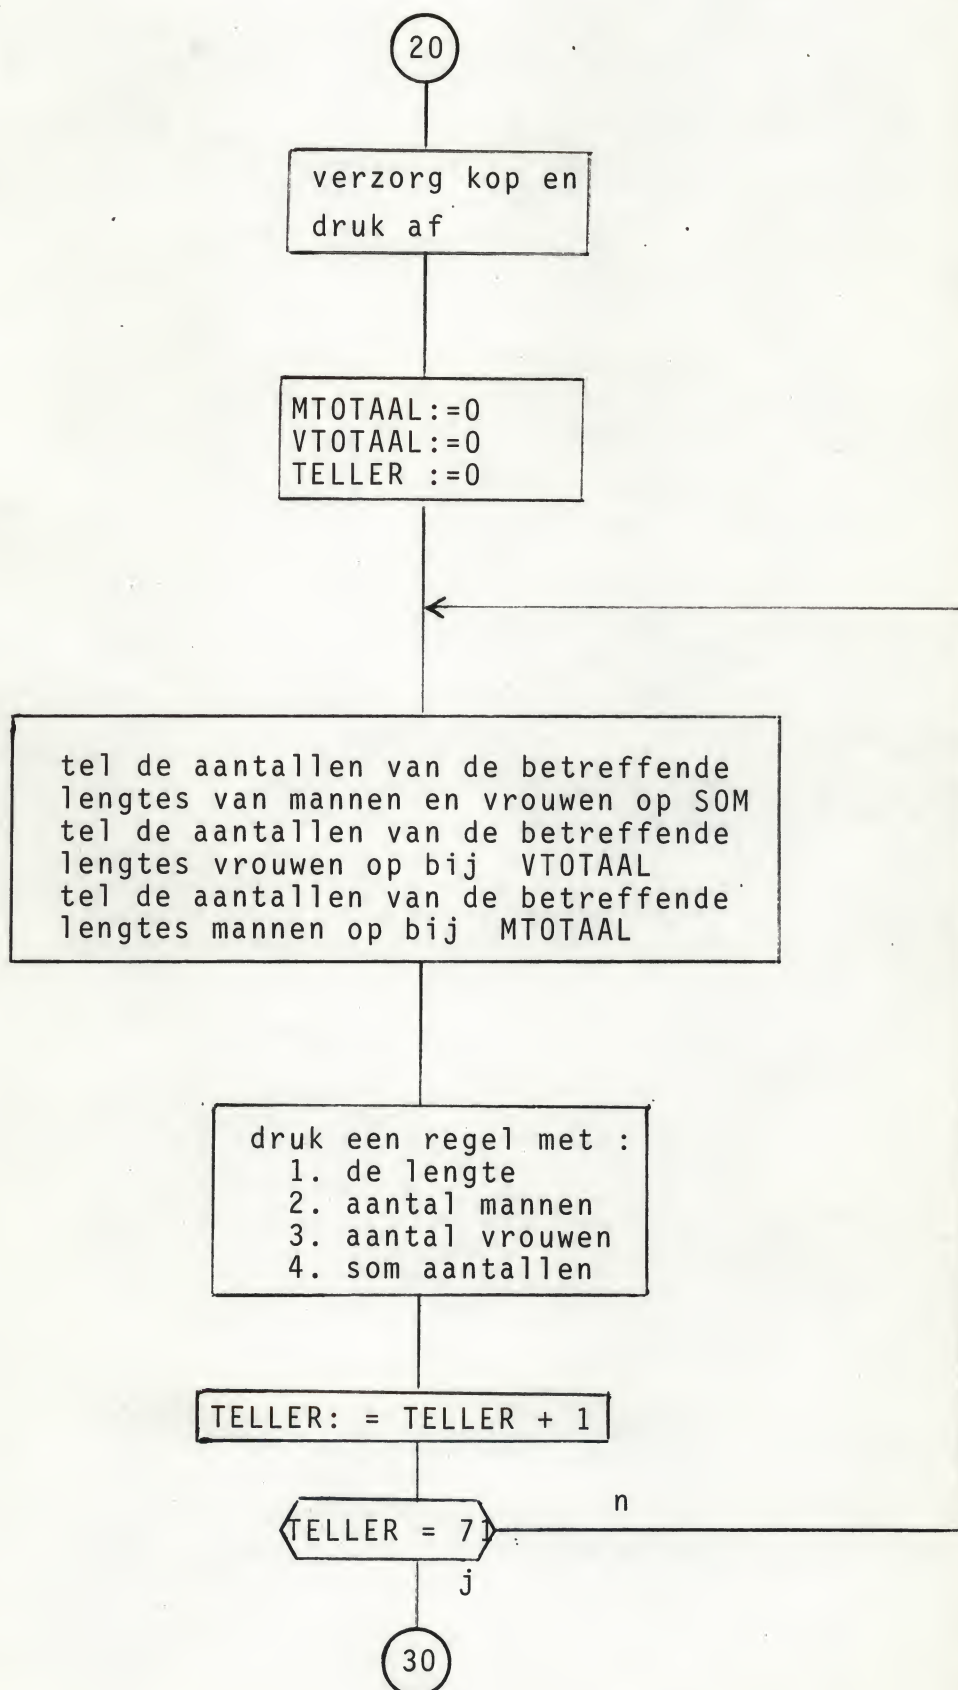 20
verzorg kop en
druk af
MTOTAAL:=0
VTOTAAL:=0
TELLER :=0
tel de aantallen van de betreffende
lengtes van mannen en vrouwen op SOM
tel de aantallen van de betreffende
lengtes vrouwen op bij VTOTAAL
tel de aantallen van de betreffende
lengtes mannen op bij MTOTAAL
druk een regel met :
1. de lengte
2. aantal mannen
3. aantal vrouwen
4. som aantallen
TELLER: = TELLER + 1
n
TELLER = 71
j
30